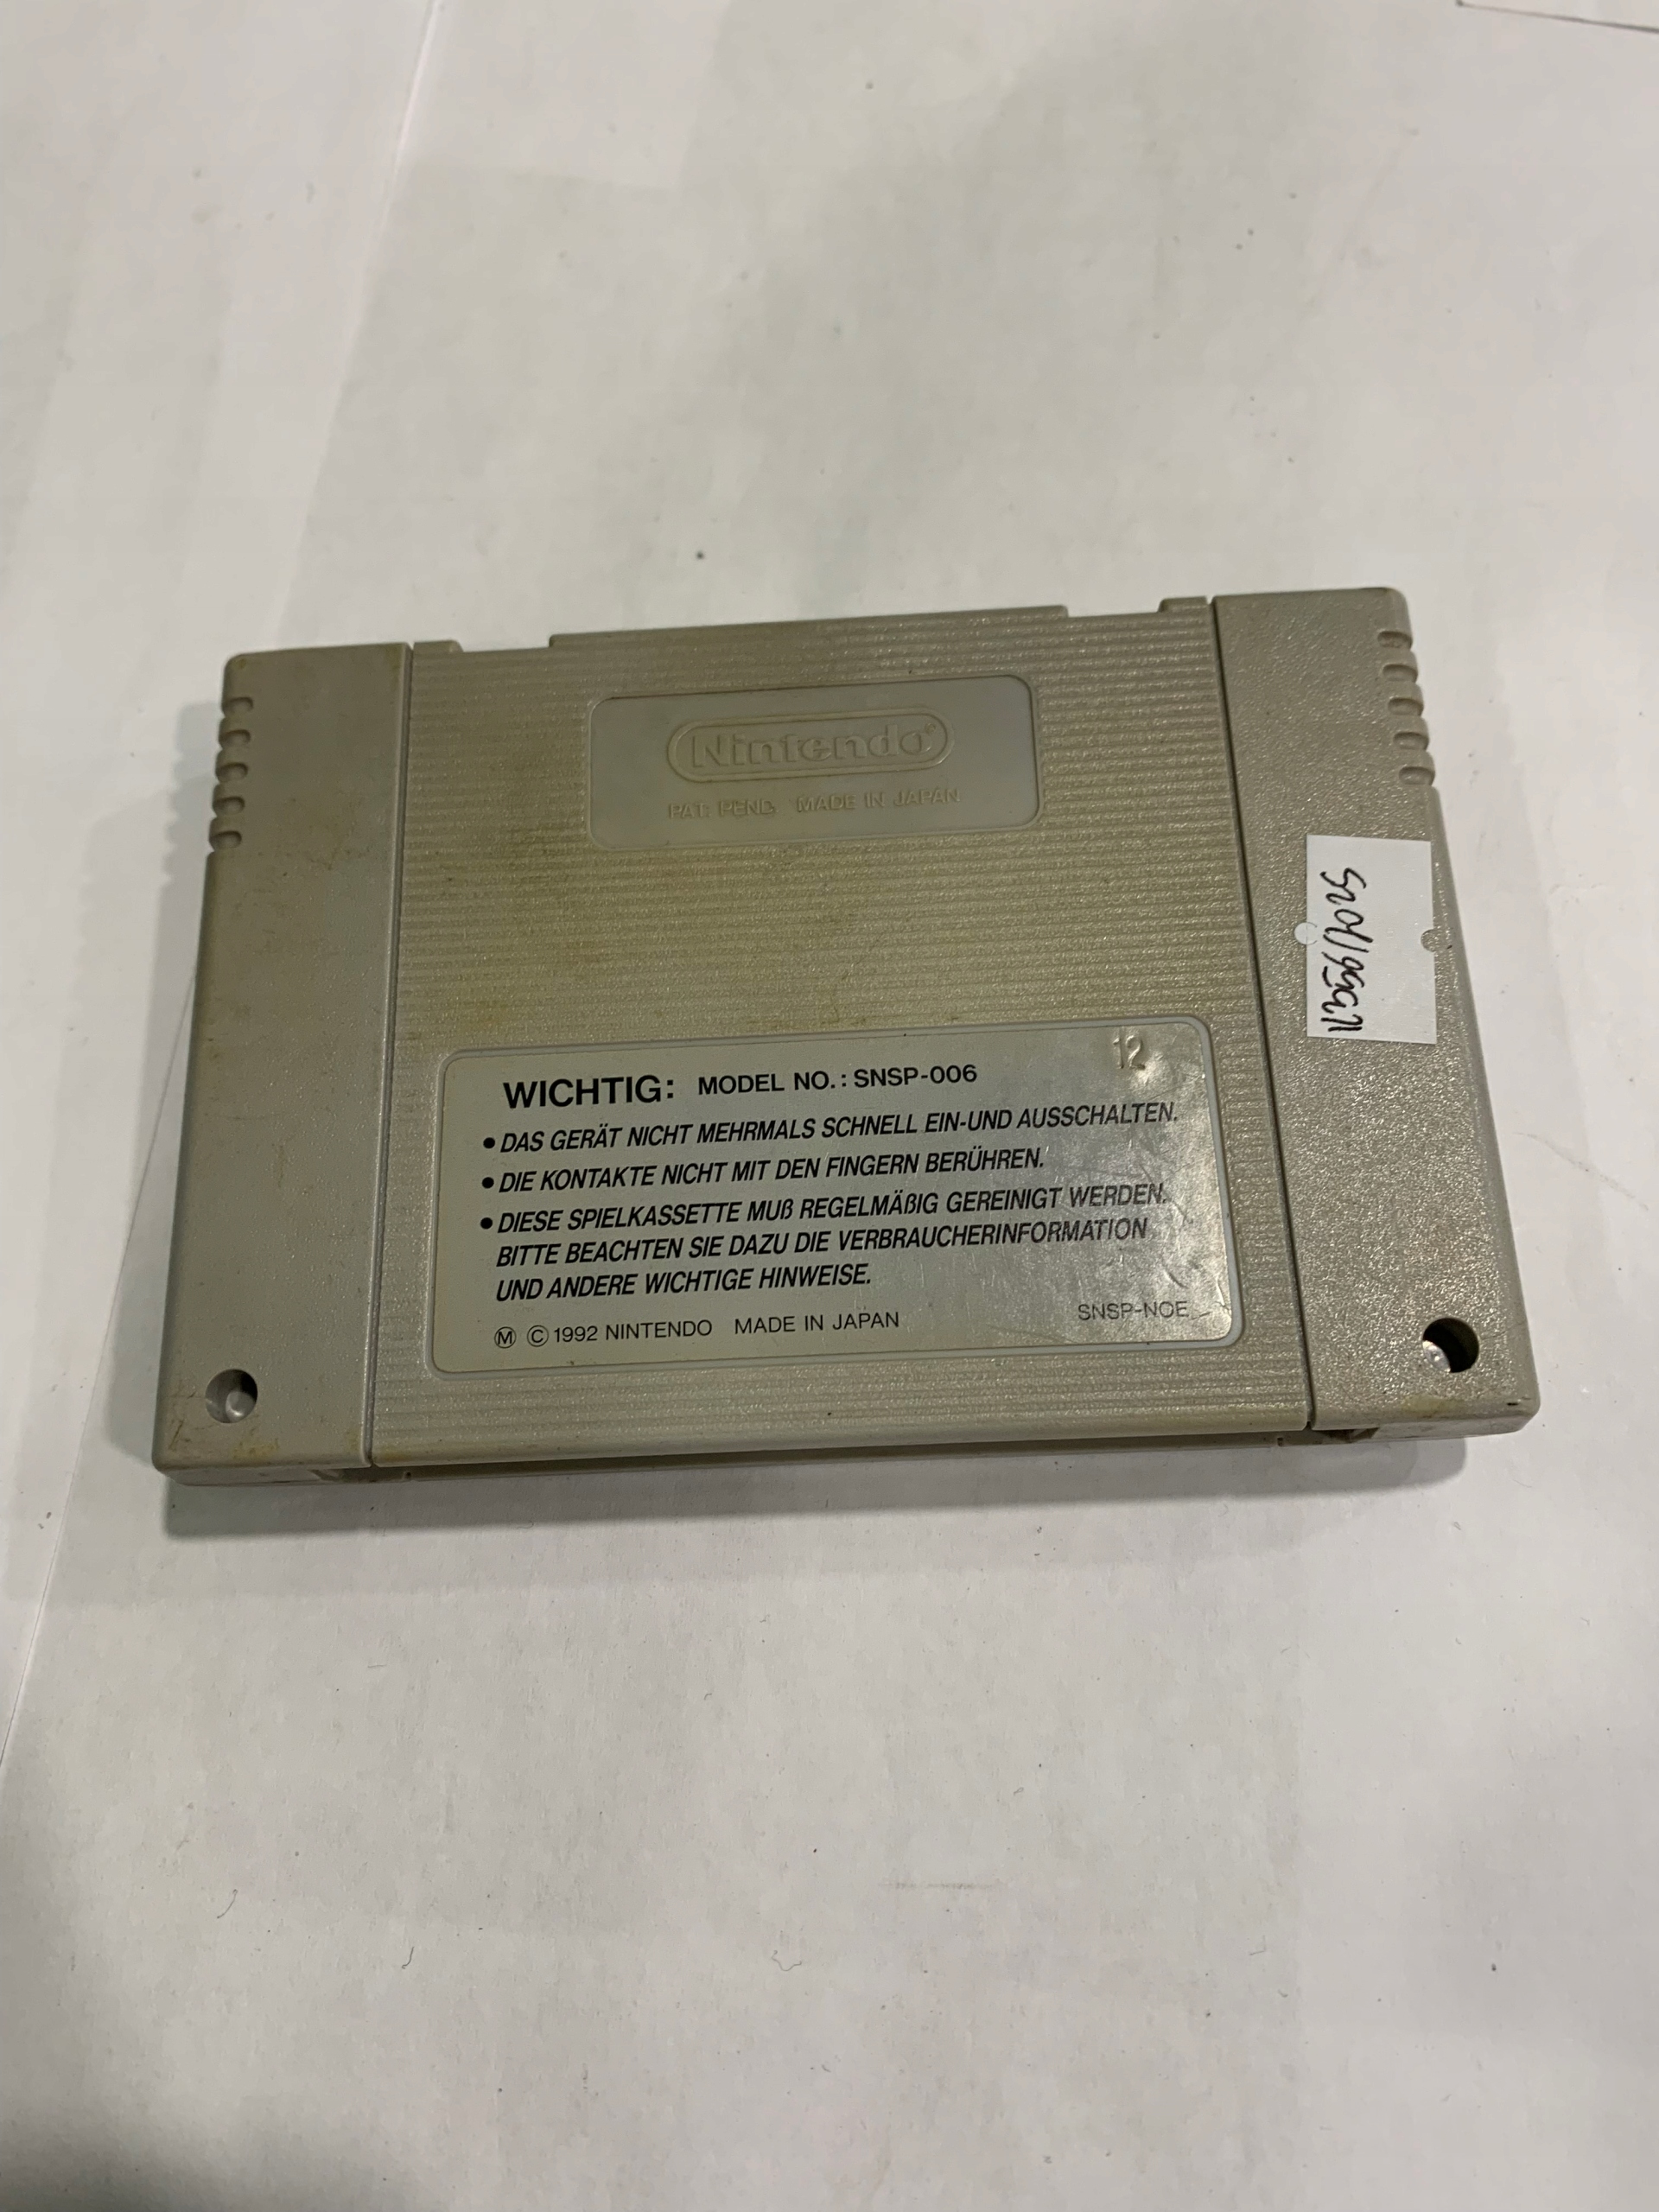 Nintendo
PAT. PEND. MADE IN JAPAN
12
WICHTIG: MODEL NO.: SNSP-006
• DAS GERÄT NICHT MEHRMALS SCHNELL EIN-UND AUSSCHALTEN.
• DIE KONTAKTE NICHT MIT DEN FINGERN BERÜHREN.
• DIESE SPIELKASSETTE MUß REGELMÄßIG GEREINIGT WERDEN.
BITTE BEACHTEN SIE DAZU DIE VERBRAUCHERINFORMATION
UND ANDERE WICHTIGE HINWEISE.
SNSP-NOE
Ⓜ © 1992 NINTENDO MADE IN JAPAN